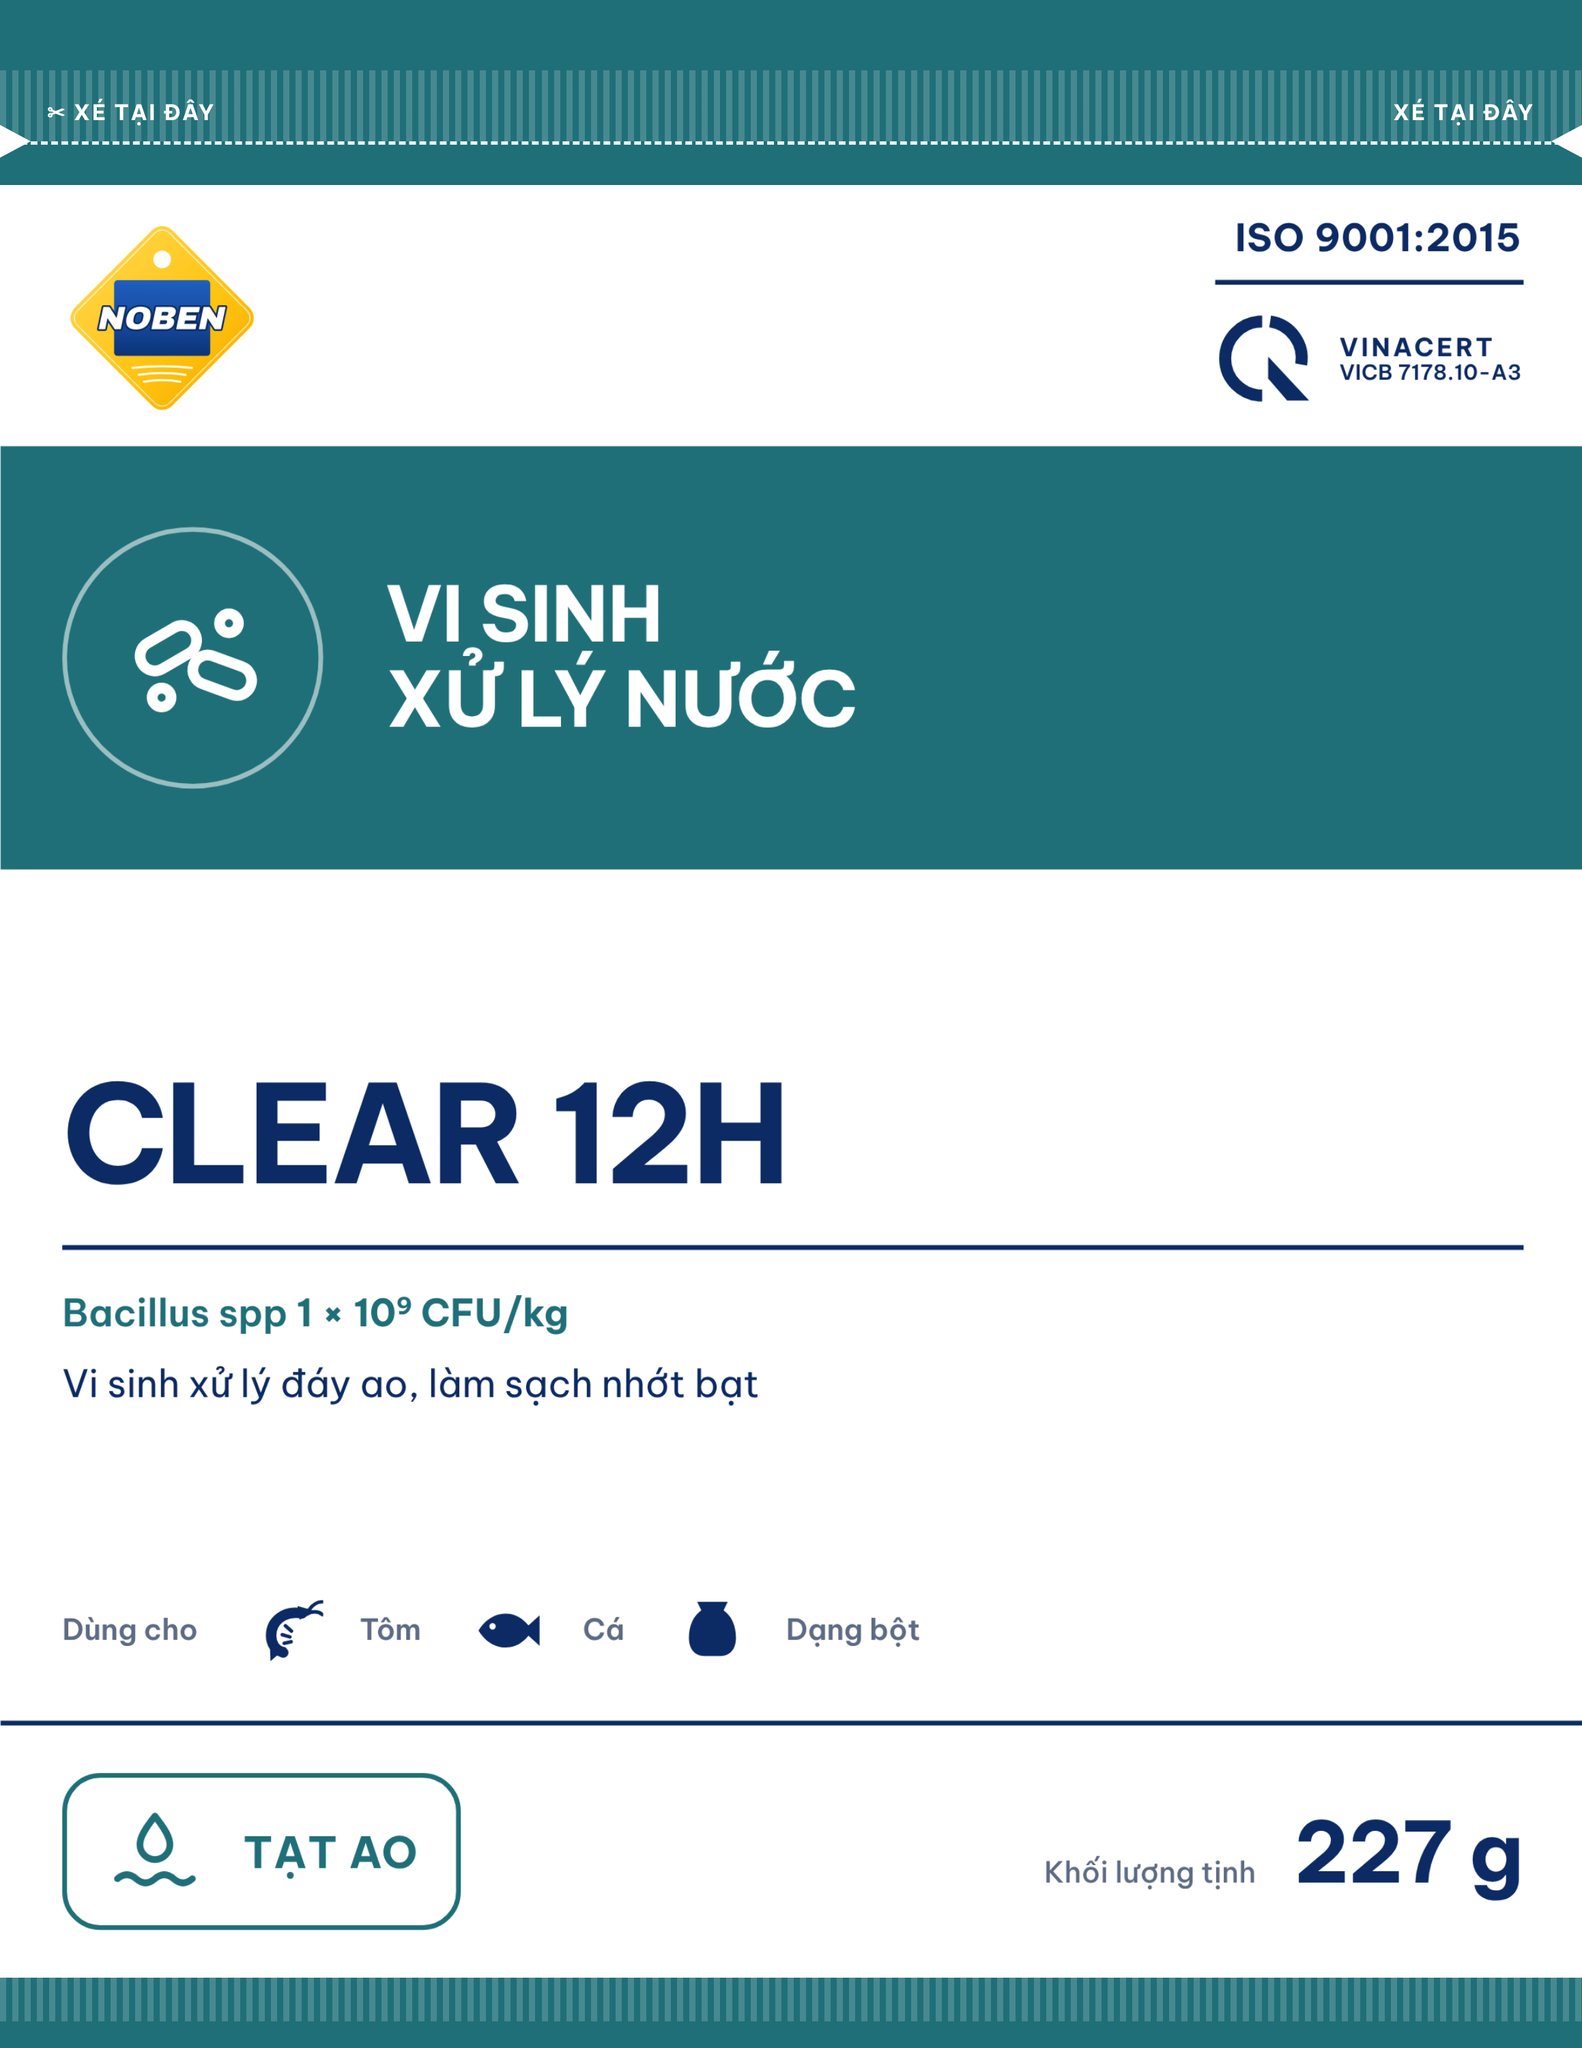 ✂ XÉ TẠI ĐÂY
XÉ TẠI ĐÂY
NOBEN
ISO 9001:2015
VINACERT
VICB 7178.10-A3
VI SINH
XỬ LÝ NƯỚC
CLEAR 12H
Bacillus spp 1 × 10⁹ CFU/kg
Vi sinh xử lý đáy ao, làm sạch nhớt bạt
Dùng cho Tôm Cá Dạng bột
TẠT AO
Khối lượng tịnh 227 g